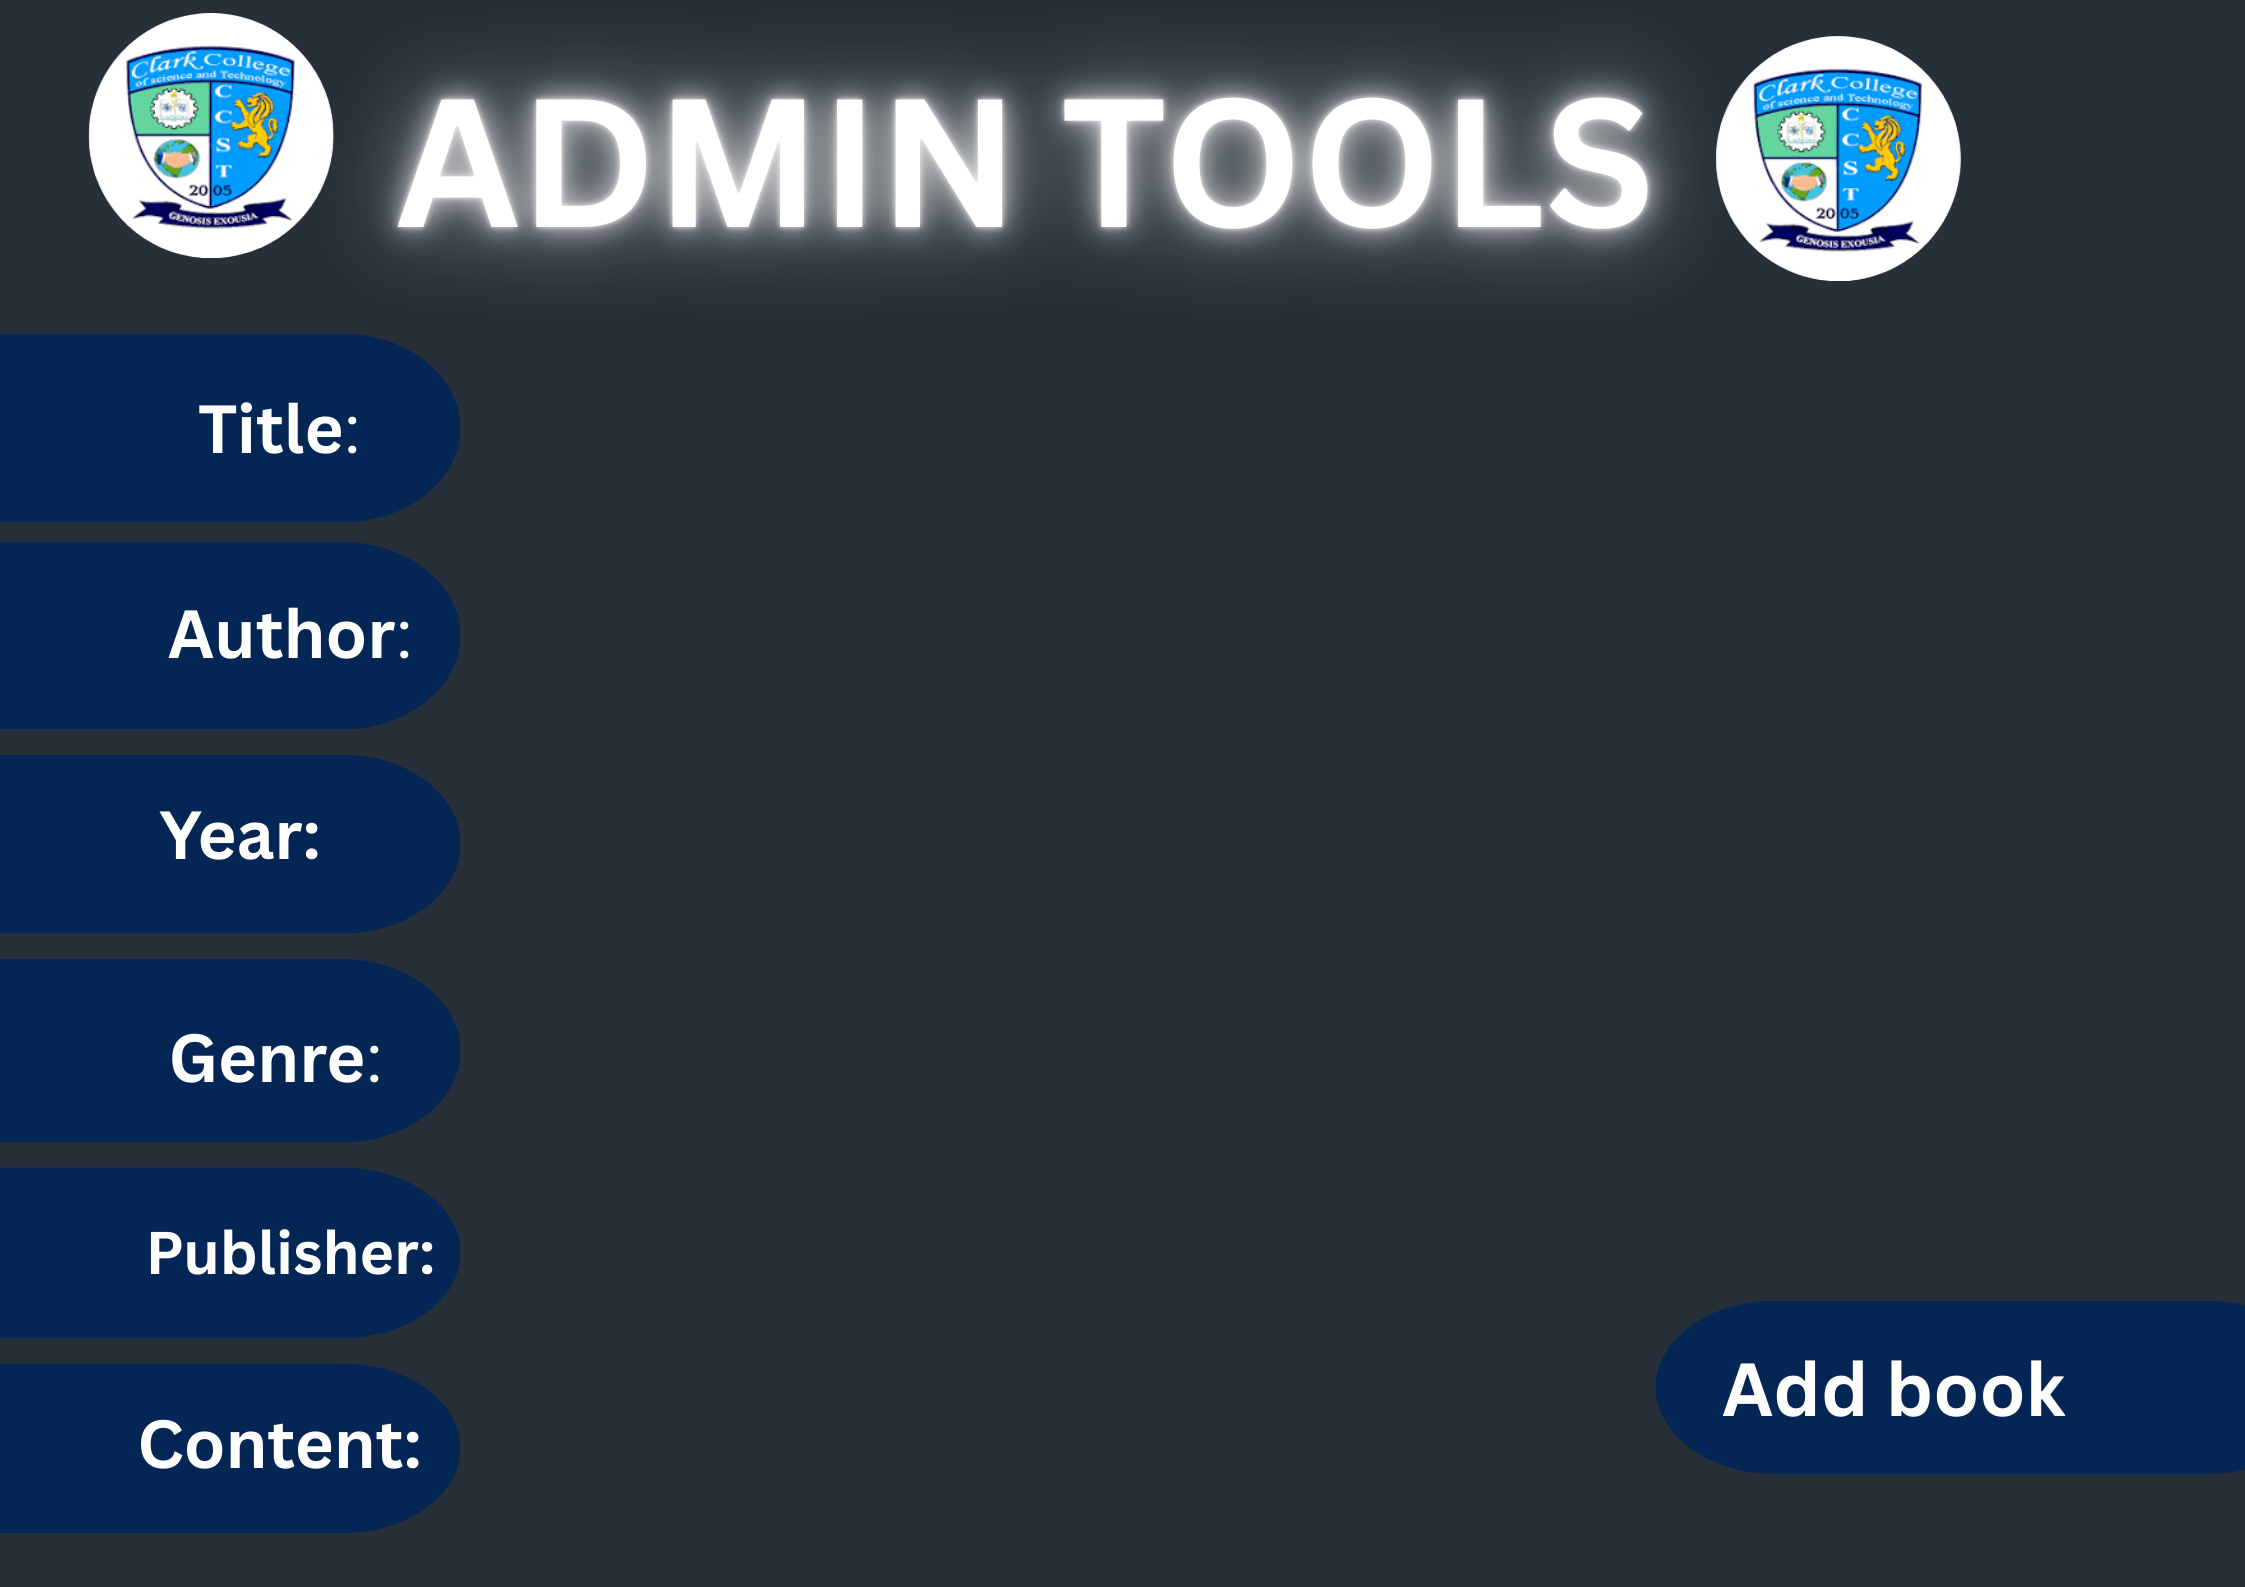 Clark College
of science and Technology
C
C
S
T
20 05
GENOSIS EXOUSIA
ADMIN TOOLS
Clark College
of science and Technology
C
C
S
T
20 05
GENOSIS EXOUSIA
Title:
Author:
Year:
Genre:
Publisher:
Content:
Add book